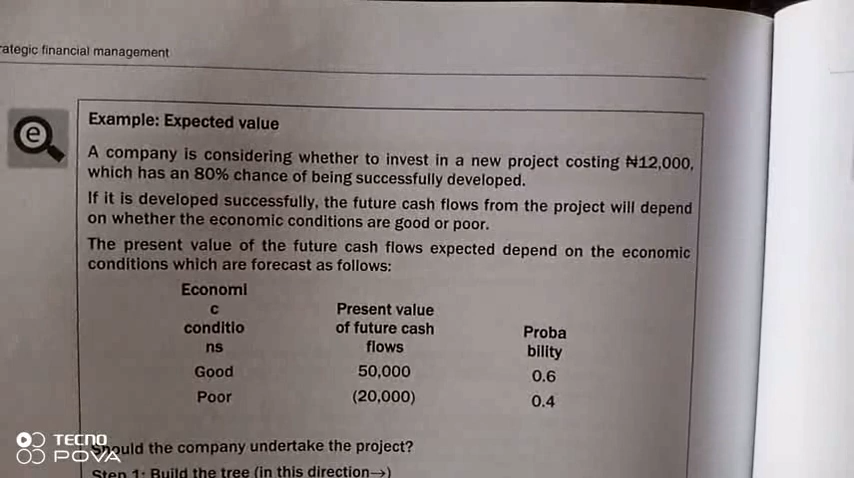 rategic financial management
Example: Expected value
A company is considering whether to invest in a new project costing ₦12,000,
which has an 80% chance of being successfully developed.
If it is developed successfully, the future cash flows from the project will depend
on whether the economic conditions are good or poor.
The present value of the future cash flows expected depend on the economic
conditions which are forecast as follows:
Economi
c
conditio
ns
Present value
of future cash
flows
Proba
bility
Good 50,000 0.6
Poor (20,000) 0.4
Should the company undertake the project?
Step 1: Build the tree (in this direction→)
TECNO
POVA